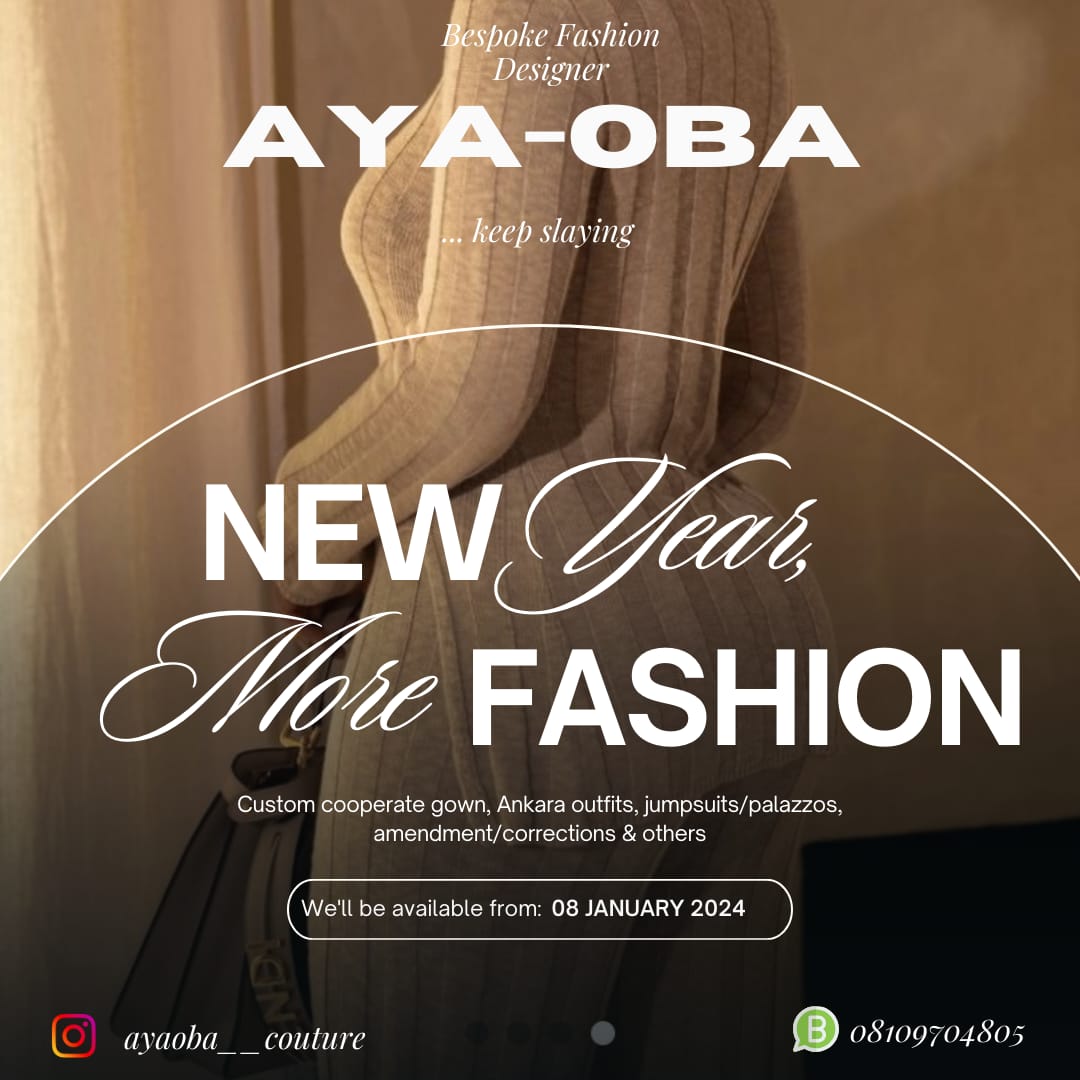 Bespoke Fashion
Designer
AYA-OBA
... keep slaying
NEW Year,
More FASHION
Custom cooperate gown, Ankara outfits, jumpsuits/palazzos,
amendment/corrections & others
We'll be available from: 08 JANUARY 2024
ayaoba__couture
B 08109704805